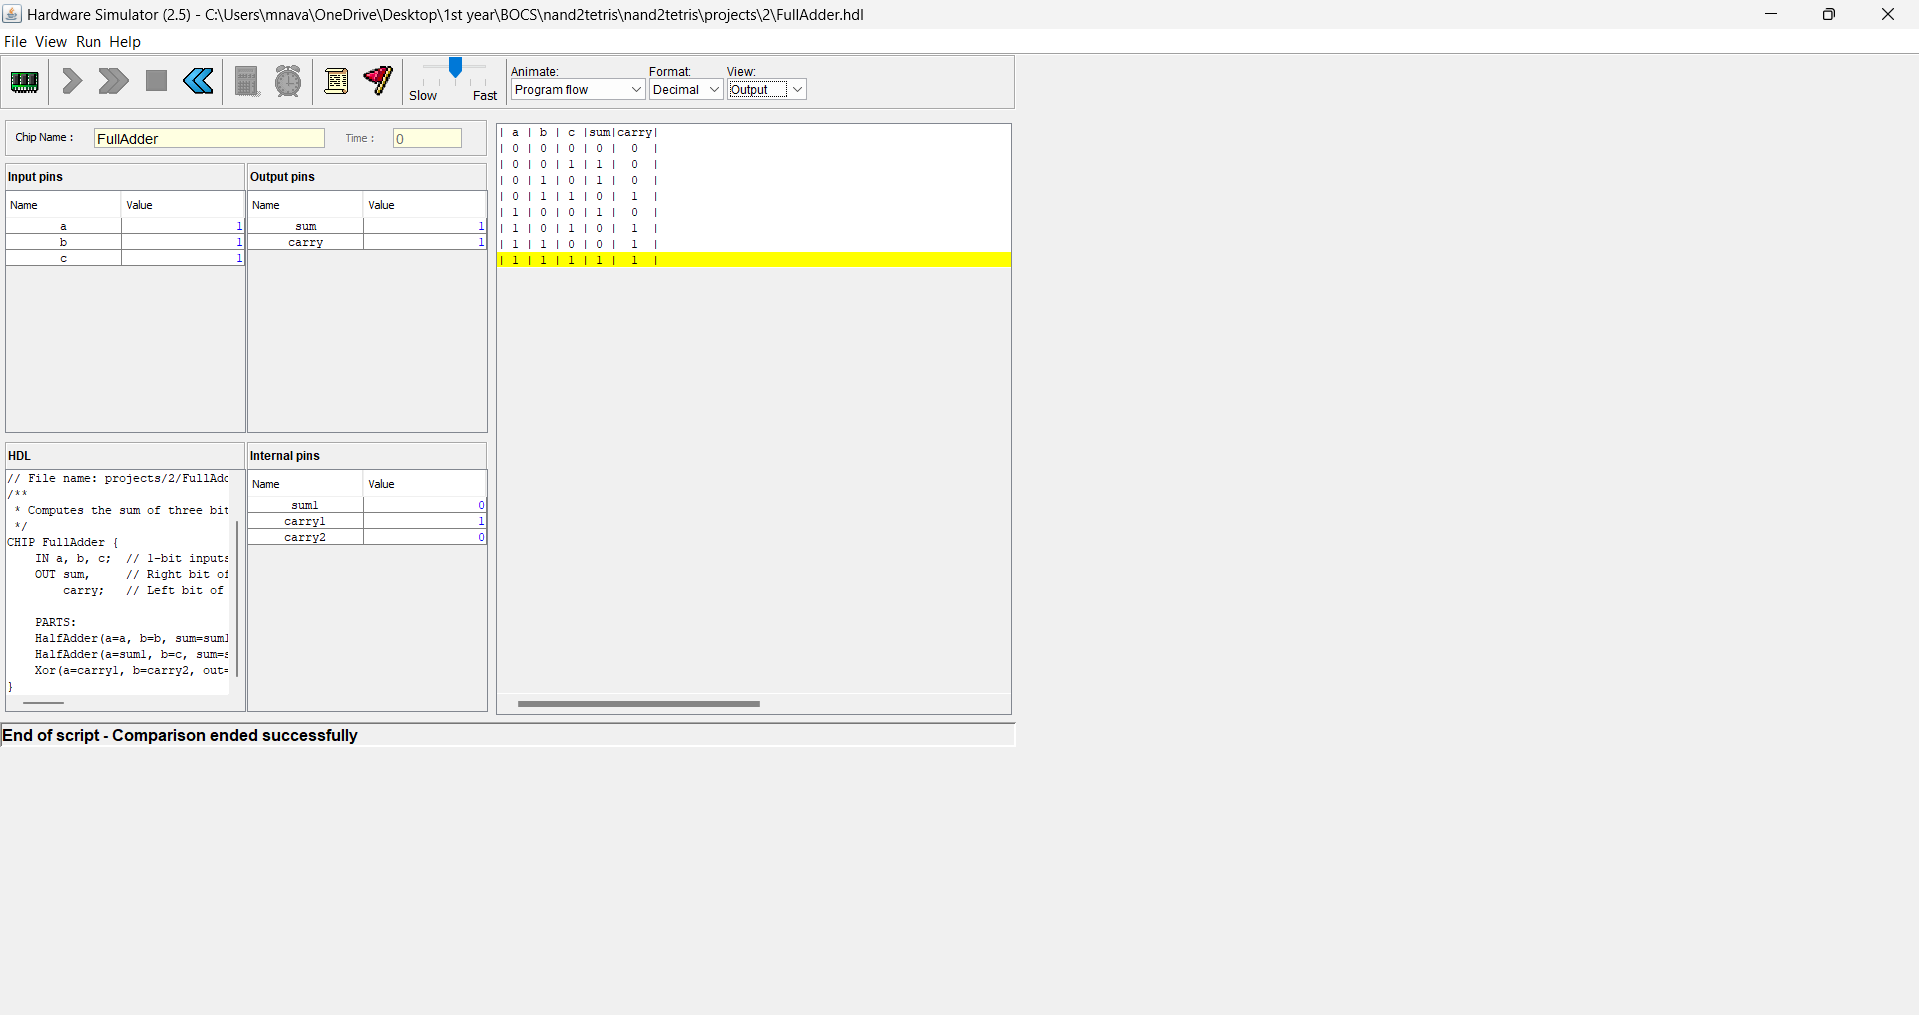 Hardware Simulator (2.5) - C:\Users\mnava\OneDrive\Desktop\1st year\BOCS\nand2tetris\nand2tetris\projects\2\FullAdder.hdl
File View Run Help
Slow Fast
Animate: Format: View:
Program flow Decimal Output
Chip Name : FullAdder Time : 0
Input pins
Name Value
a 1
b 1
c 1
Output pins
Name Value
sum 1
carry 1
| a | b | c |sum|carry|
| 0 | 0 | 0 | 0 | 0 |
| 0 | 0 | 1 | 1 | 0 |
| 0 | 1 | 0 | 1 | 0 |
| 0 | 1 | 1 | 0 | 1 |
| 1 | 0 | 0 | 1 | 0 |
| 1 | 0 | 1 | 0 | 1 |
| 1 | 1 | 0 | 0 | 1 |
| 1 | 1 | 1 | 1 | 1 |
HDL
// File name: projects/2/FullAdd
/**
* Computes the sum of three bit
*/
CHIP FullAdder {
IN a, b, c; // 1-bit inputs
OUT sum, // Right bit of
carry; // Left bit of
PARTS:
HalfAdder(a=a, b=b, sum=sum1
HalfAdder(a=sum1, b=c, sum=s
Xor(a=carry1, b=carry2, out=
}
Internal pins
Name Value
sum1 0
carry1 1
carry2 0
End of script - Comparison ended successfully